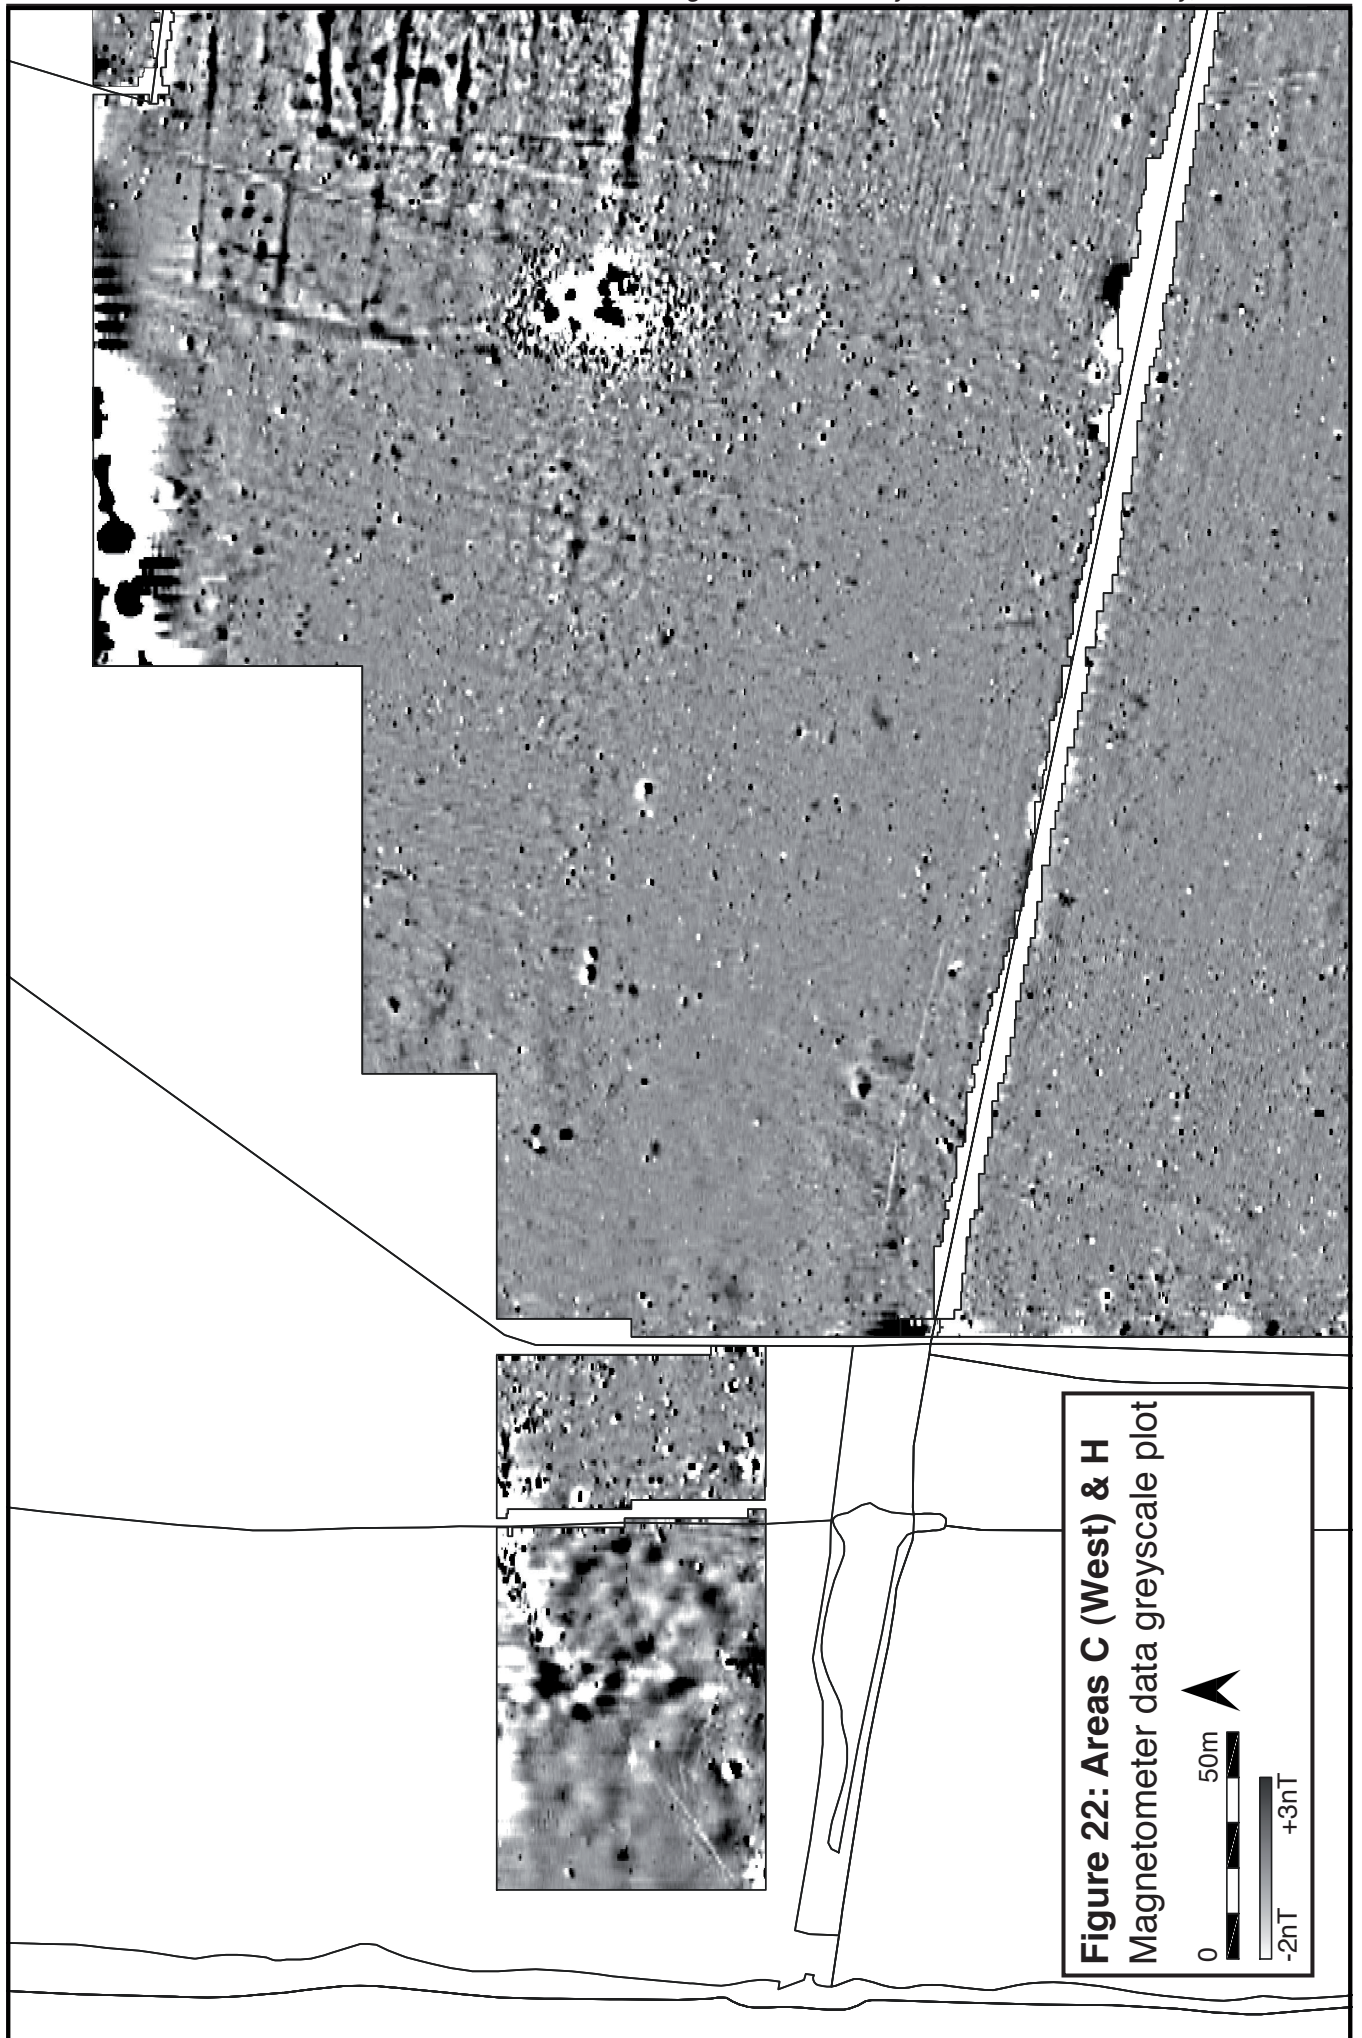 Figure 22: Areas C (West) & H
Magnetometer data greyscale plot
0 50m
-2nT +3nT